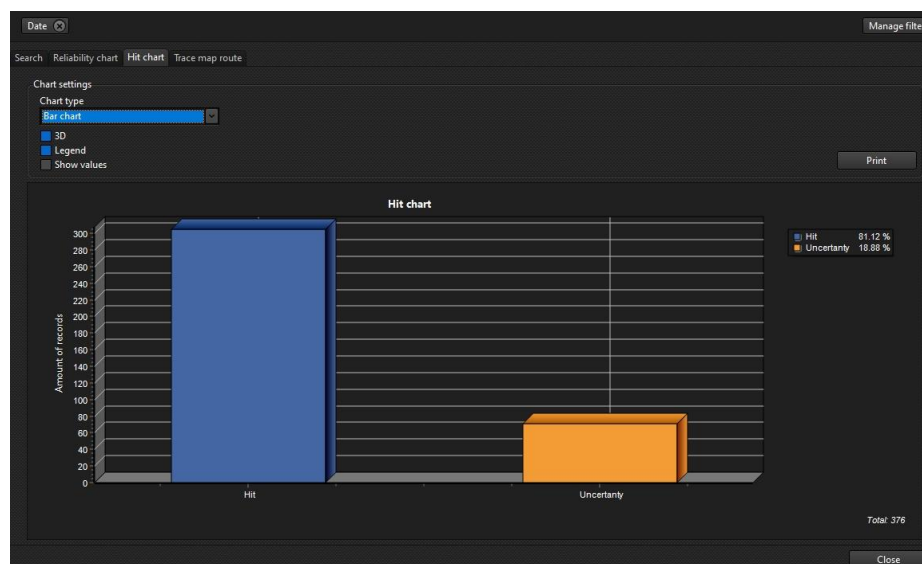 Date
Manage filte
Search Reliability chart Hit chart Trace map route
Chart settings
Chart type
Bar chart
3D
Legend
Show values
Print
Hit chart
Hit 81.12 %
Uncertanty 18.88 %
Amount of records
300
280
260
240
220
200
180
160
140
120
100
80
60
40
20
0
Hit Uncertanty
Total: 376
Close